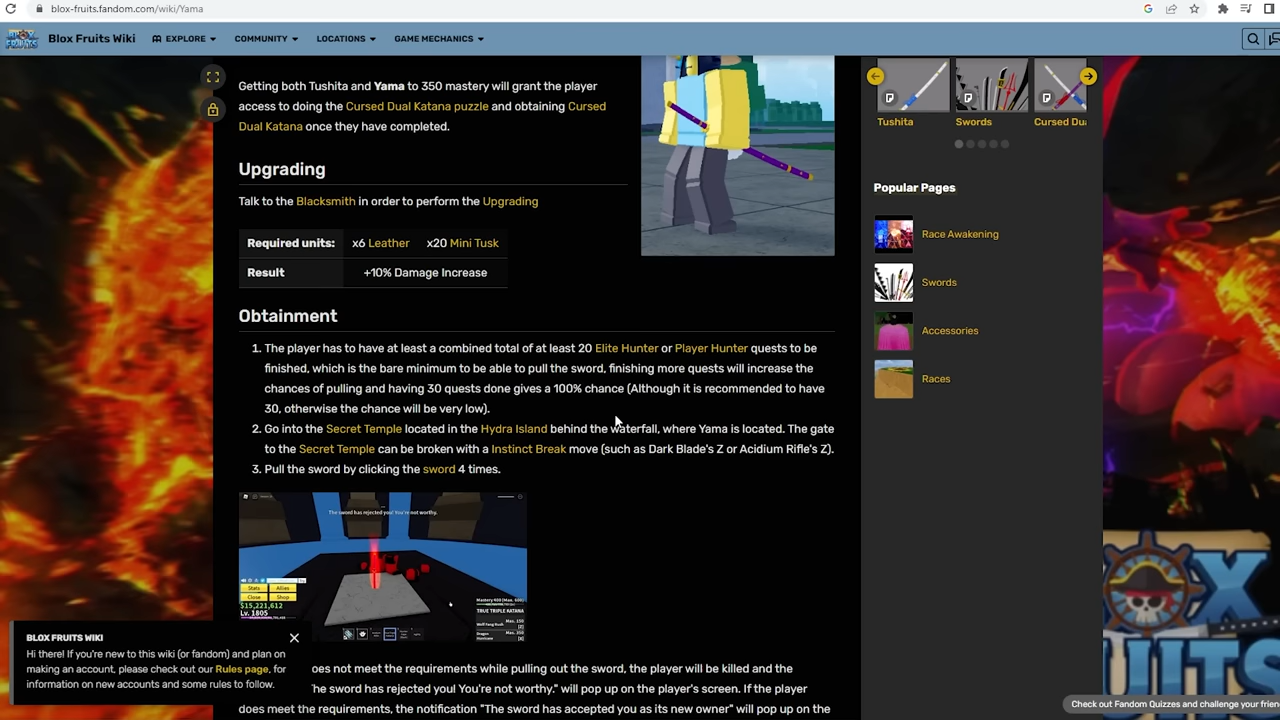 blox-fruits.fandom.com/wiki/Yama
Blox Fruits Wiki
EXPLORE
COMMUNITY
LOCATIONS
GAME MECHANICS
Getting both Tushita and Yama to 350 mastery will grant the player
access to doing the Cursed Dual Katana puzzle and obtaining Cursed
Dual Katana once they have completed.
Upgrading
Talk to the Blacksmith in order to perform the Upgrading
Required units: x6 Leather x20 Mini Tusk
Result +10% Damage Increase
Obtainment
1. The player has to have at least a combined total of at least 20 Elite Hunter or Player Hunter quests to be
finished, which is the bare minimum to be able to pull the sword, finishing more quests will increase the
chances of pulling and having 30 quests done gives a 100% chance (Although it is recommended to have
30, otherwise the chance will be very low).
2. Go into the Secret Temple located in the Hydra Island behind the waterfall, where Yama is located. The gate
to the Secret Temple can be broken with a Instinct Break move (such as Dark Blade's Z or Acidium Rifle's Z).
3. Pull the sword by clicking the sword 4 times.
The sword has rejected you! You're not worthy.
Stats
Allies
Close
Shop
$15,221,612
Lv. 1805
TRUE TRIPLE KATANA
oes not meet the requirements while pulling out the sword, the player will be killed and the
he sword has rejected you! You're not worthy." will pop up on the player's screen. If the player
does meet the requirements, the notification "The sword has accepted you as its new owner" will pop up on the
Tushita
Swords
Cursed Dua
Popular Pages
Race Awakening
Swords
Accessories
Races
BLOX FRUITS WIKI
Hi there! If you're new to this wiki (or fandom) and plan on
making an account, please check out our Rules page, for
information on new accounts and some rules to follow.
Check out Fandom Quizzes and challenge your frien